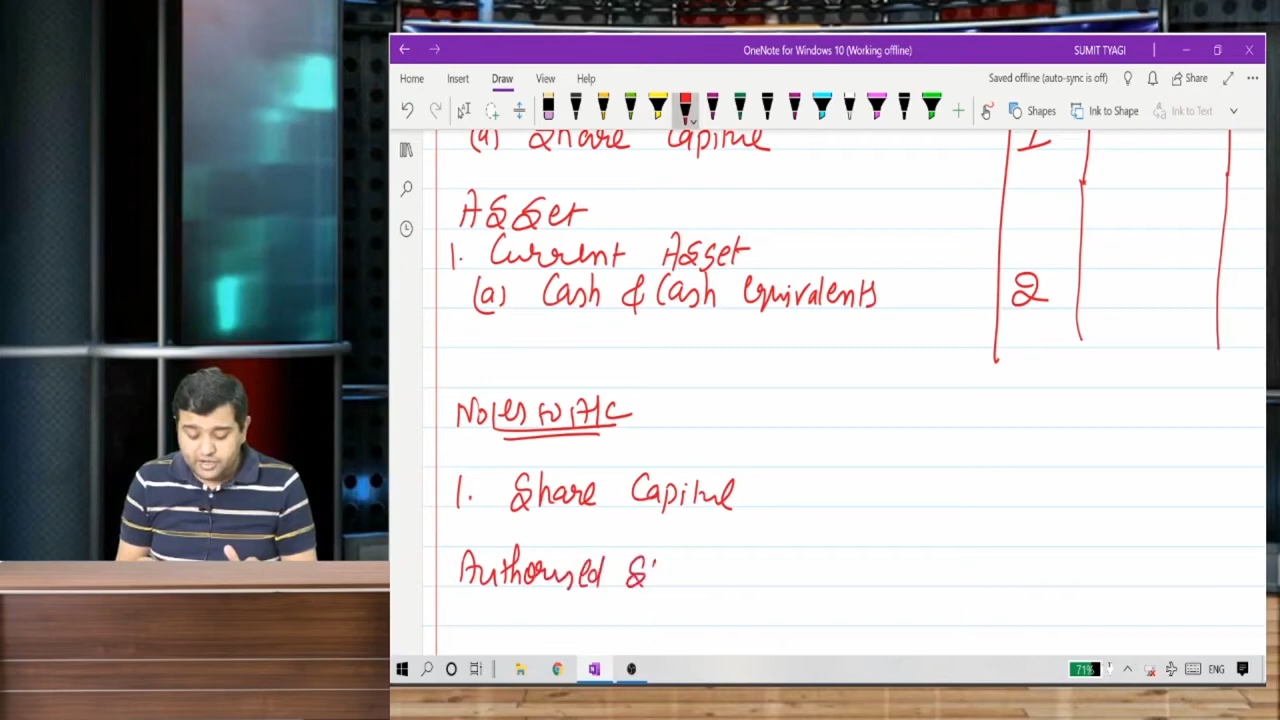 OneNote for Windows 10 (Working offline)
SUMIT TYAGI
Home Insert Draw View Help
Saved offline (auto-sync is off)
Share
Shapes
Ink to Shape
Ink to Text
(a) Share Capital 1
Asset
1. Current Asset
(a) Cash & Cash equivalents 2
Notes to A/C
1. Share Capital
Authorised
71%
ENG